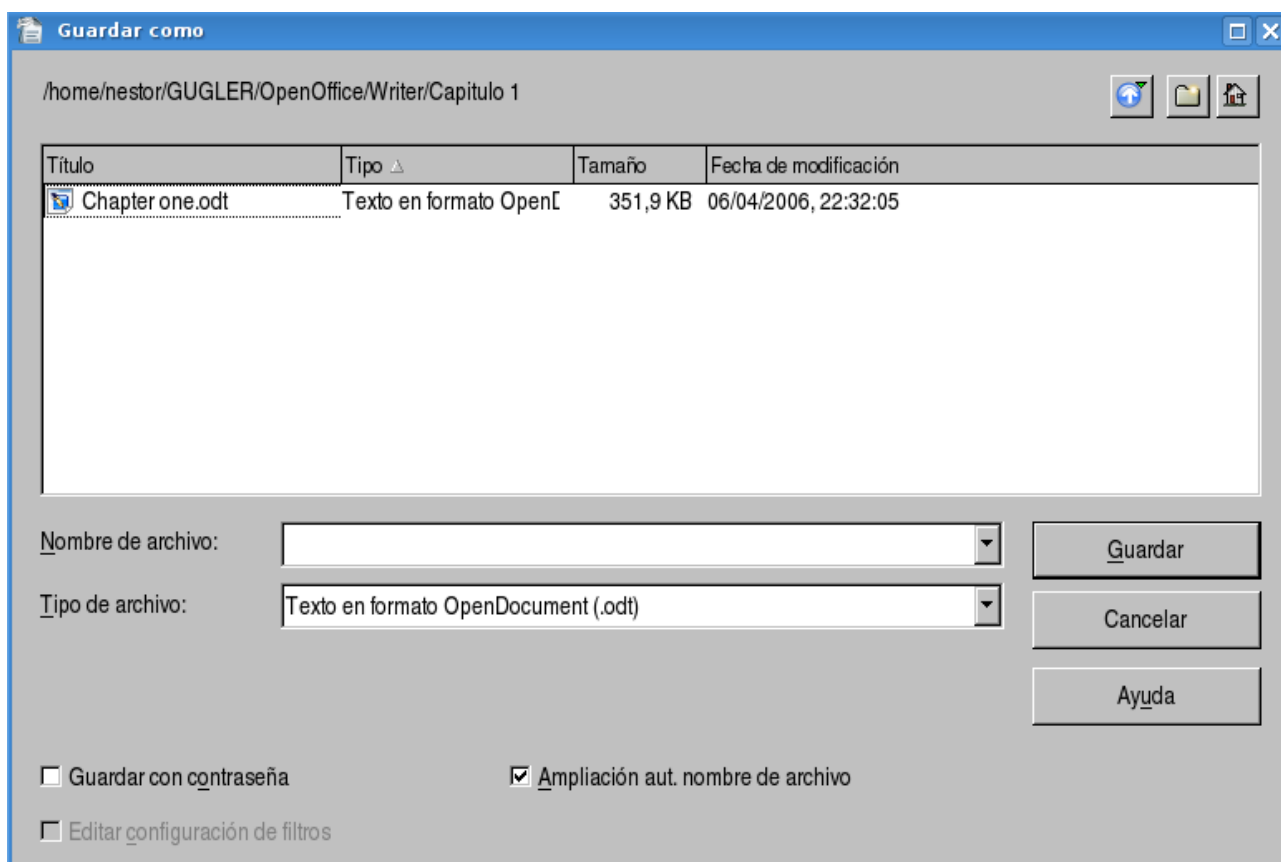 Guardar como
/home/nestor/GUGLER/OpenOffice/Writer/Capitulo 1
Título Tipo Tamaño Fecha de modificación
Chapter one.odt Texto en formato OpenD 351,9 KB 06/04/2006, 22:32:05
Nombre de archivo: Guardar
Tipo de archivo: Texto en formato OpenDocument (.odt)
Cancelar
Ayuda
Guardar con contraseña Ampliación aut. nombre de archivo
Editar configuración de filtros